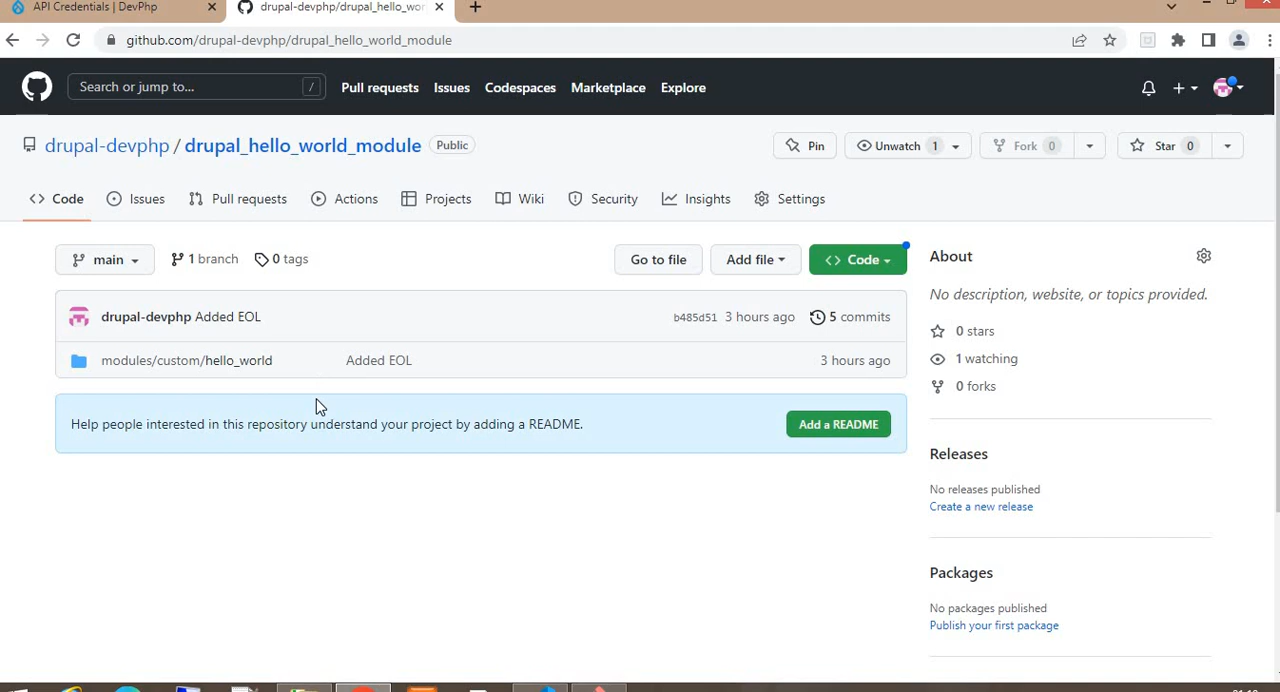 API Credentials | DevPhp
drupal-devphp/drupal_hello_wor
github.com/drupal-devphp/drupal_hello_world_module
Search or jump to... /
Pull requests Issues Codespaces Marketplace Explore
drupal-devphp / drupal_hello_world_module Public
Pin Unwatch 1 Fork 0 Star 0
Code Issues Pull requests Actions Projects Wiki Security Insights Settings
main 1 branch 0 tags Go to file Add file Code
drupal-devphp Added EOL b485d51 3 hours ago 5 commits
modules/custom/hello_world Added EOL 3 hours ago
Help people interested in this repository understand your project by adding a README. Add a README
About
No description, website, or topics provided.
0 stars
1 watching
0 forks
Releases
No releases published
Create a new release
Packages
No packages published
Publish your first package